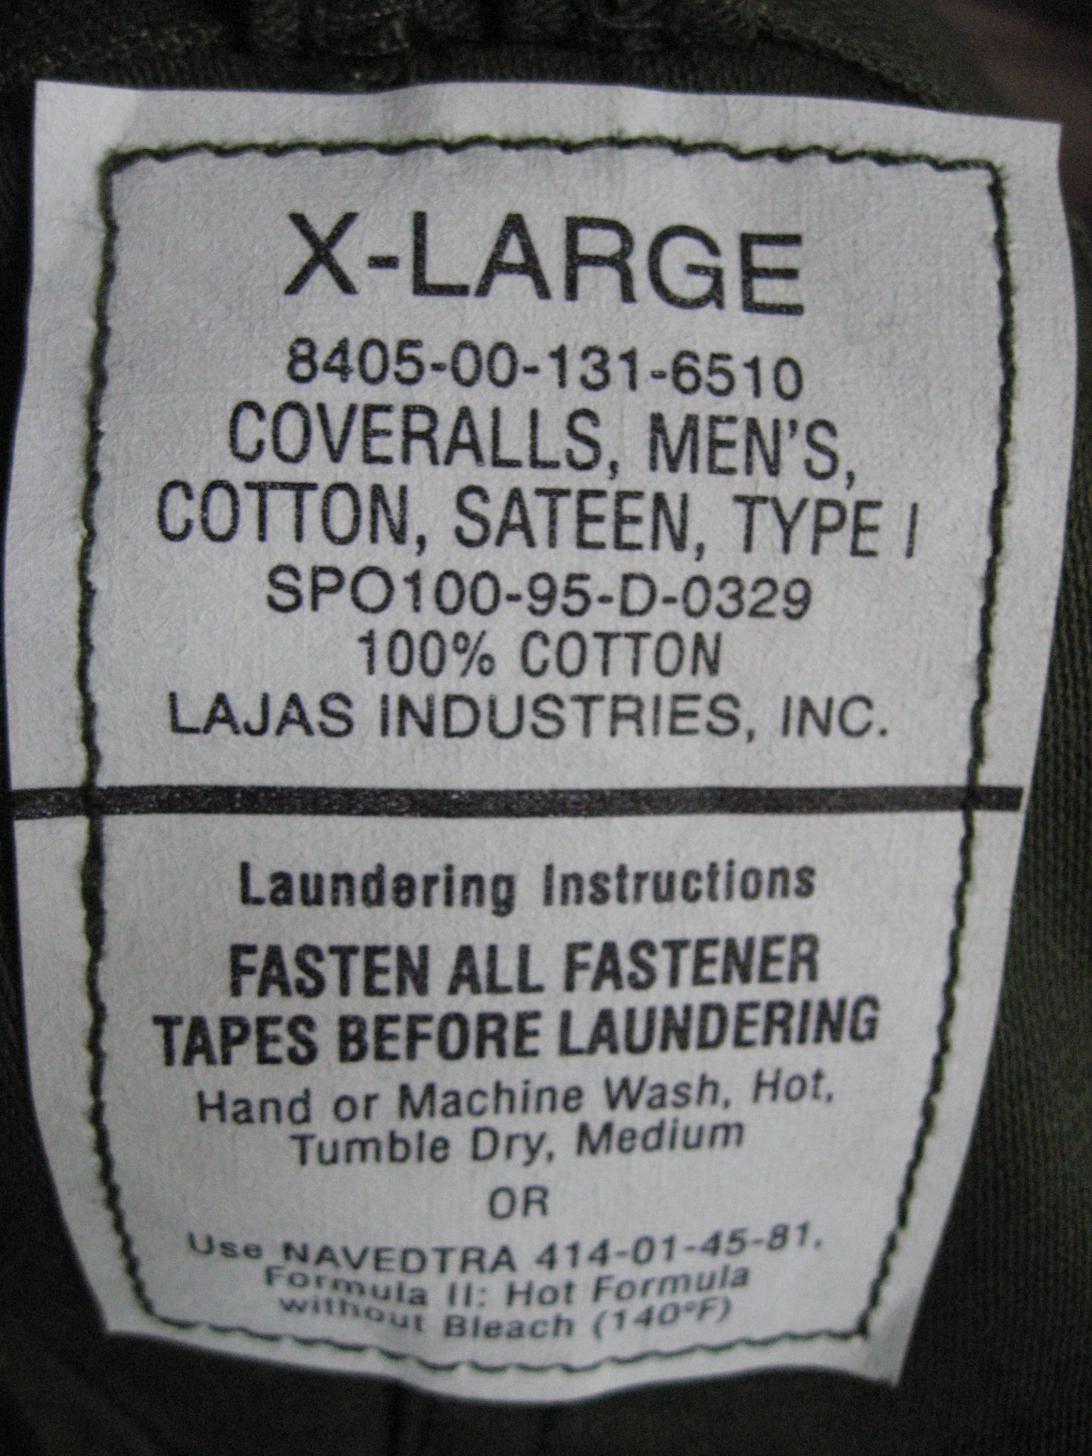 X-LARGE
8405-00-131-6510
COVERALLS, MEN'S,
COTTON, SATEEN, TYPE I
SPO100-95-D-0329
100% COTTON
LAJAS INDUSTRIES, INC.
Laundering Instructions
FASTEN ALL FASTENER
TAPES BEFORE LAUNDERING
Hand or Machine Wash, Hot,
Tumble Dry, Medium
OR
Use NAVEDTRA 414-01-45-81.
Formula II: Hot Formula
without Bleach (140°F)